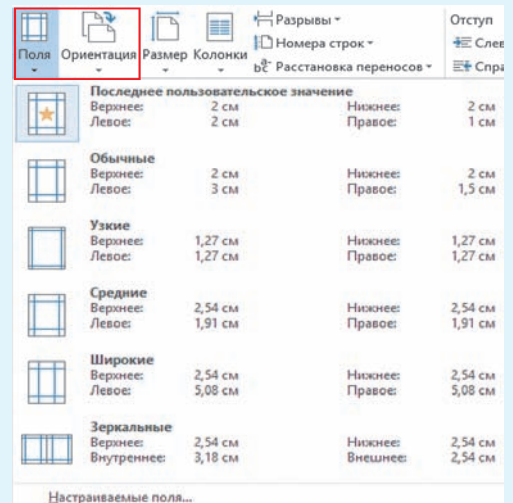 Разрывы
Отступ
Номера строк
Слев
Поля Ориентация Размер Колонки
Расстановка переносов
Спра
Последнее пользовательское значение
Верхнее: 2 см Нижнее: 2 см
Левое: 2 см Правое: 1 см
Обычные
Верхнее: 2 см Нижнее: 2 см
Левое: 3 см Правое: 1,5 см
Узкие
Верхнее: 1,27 см Нижнее: 1,27 см
Левое: 1,27 см Правое: 1,27 см
Средние
Верхнее: 2,54 см Нижнее: 2,54 см
Левое: 1,91 см Правое: 1,91 см
Широкие
Верхнее: 2,54 см Нижнее: 2,54 см
Левое: 5,08 см Правое: 5,08 см
Зеркальные
Верхнее: 2,54 см Нижнее: 2,54 см
Внутреннее: 3,18 см Внешнее: 2,54 см
Настраиваемые поля...